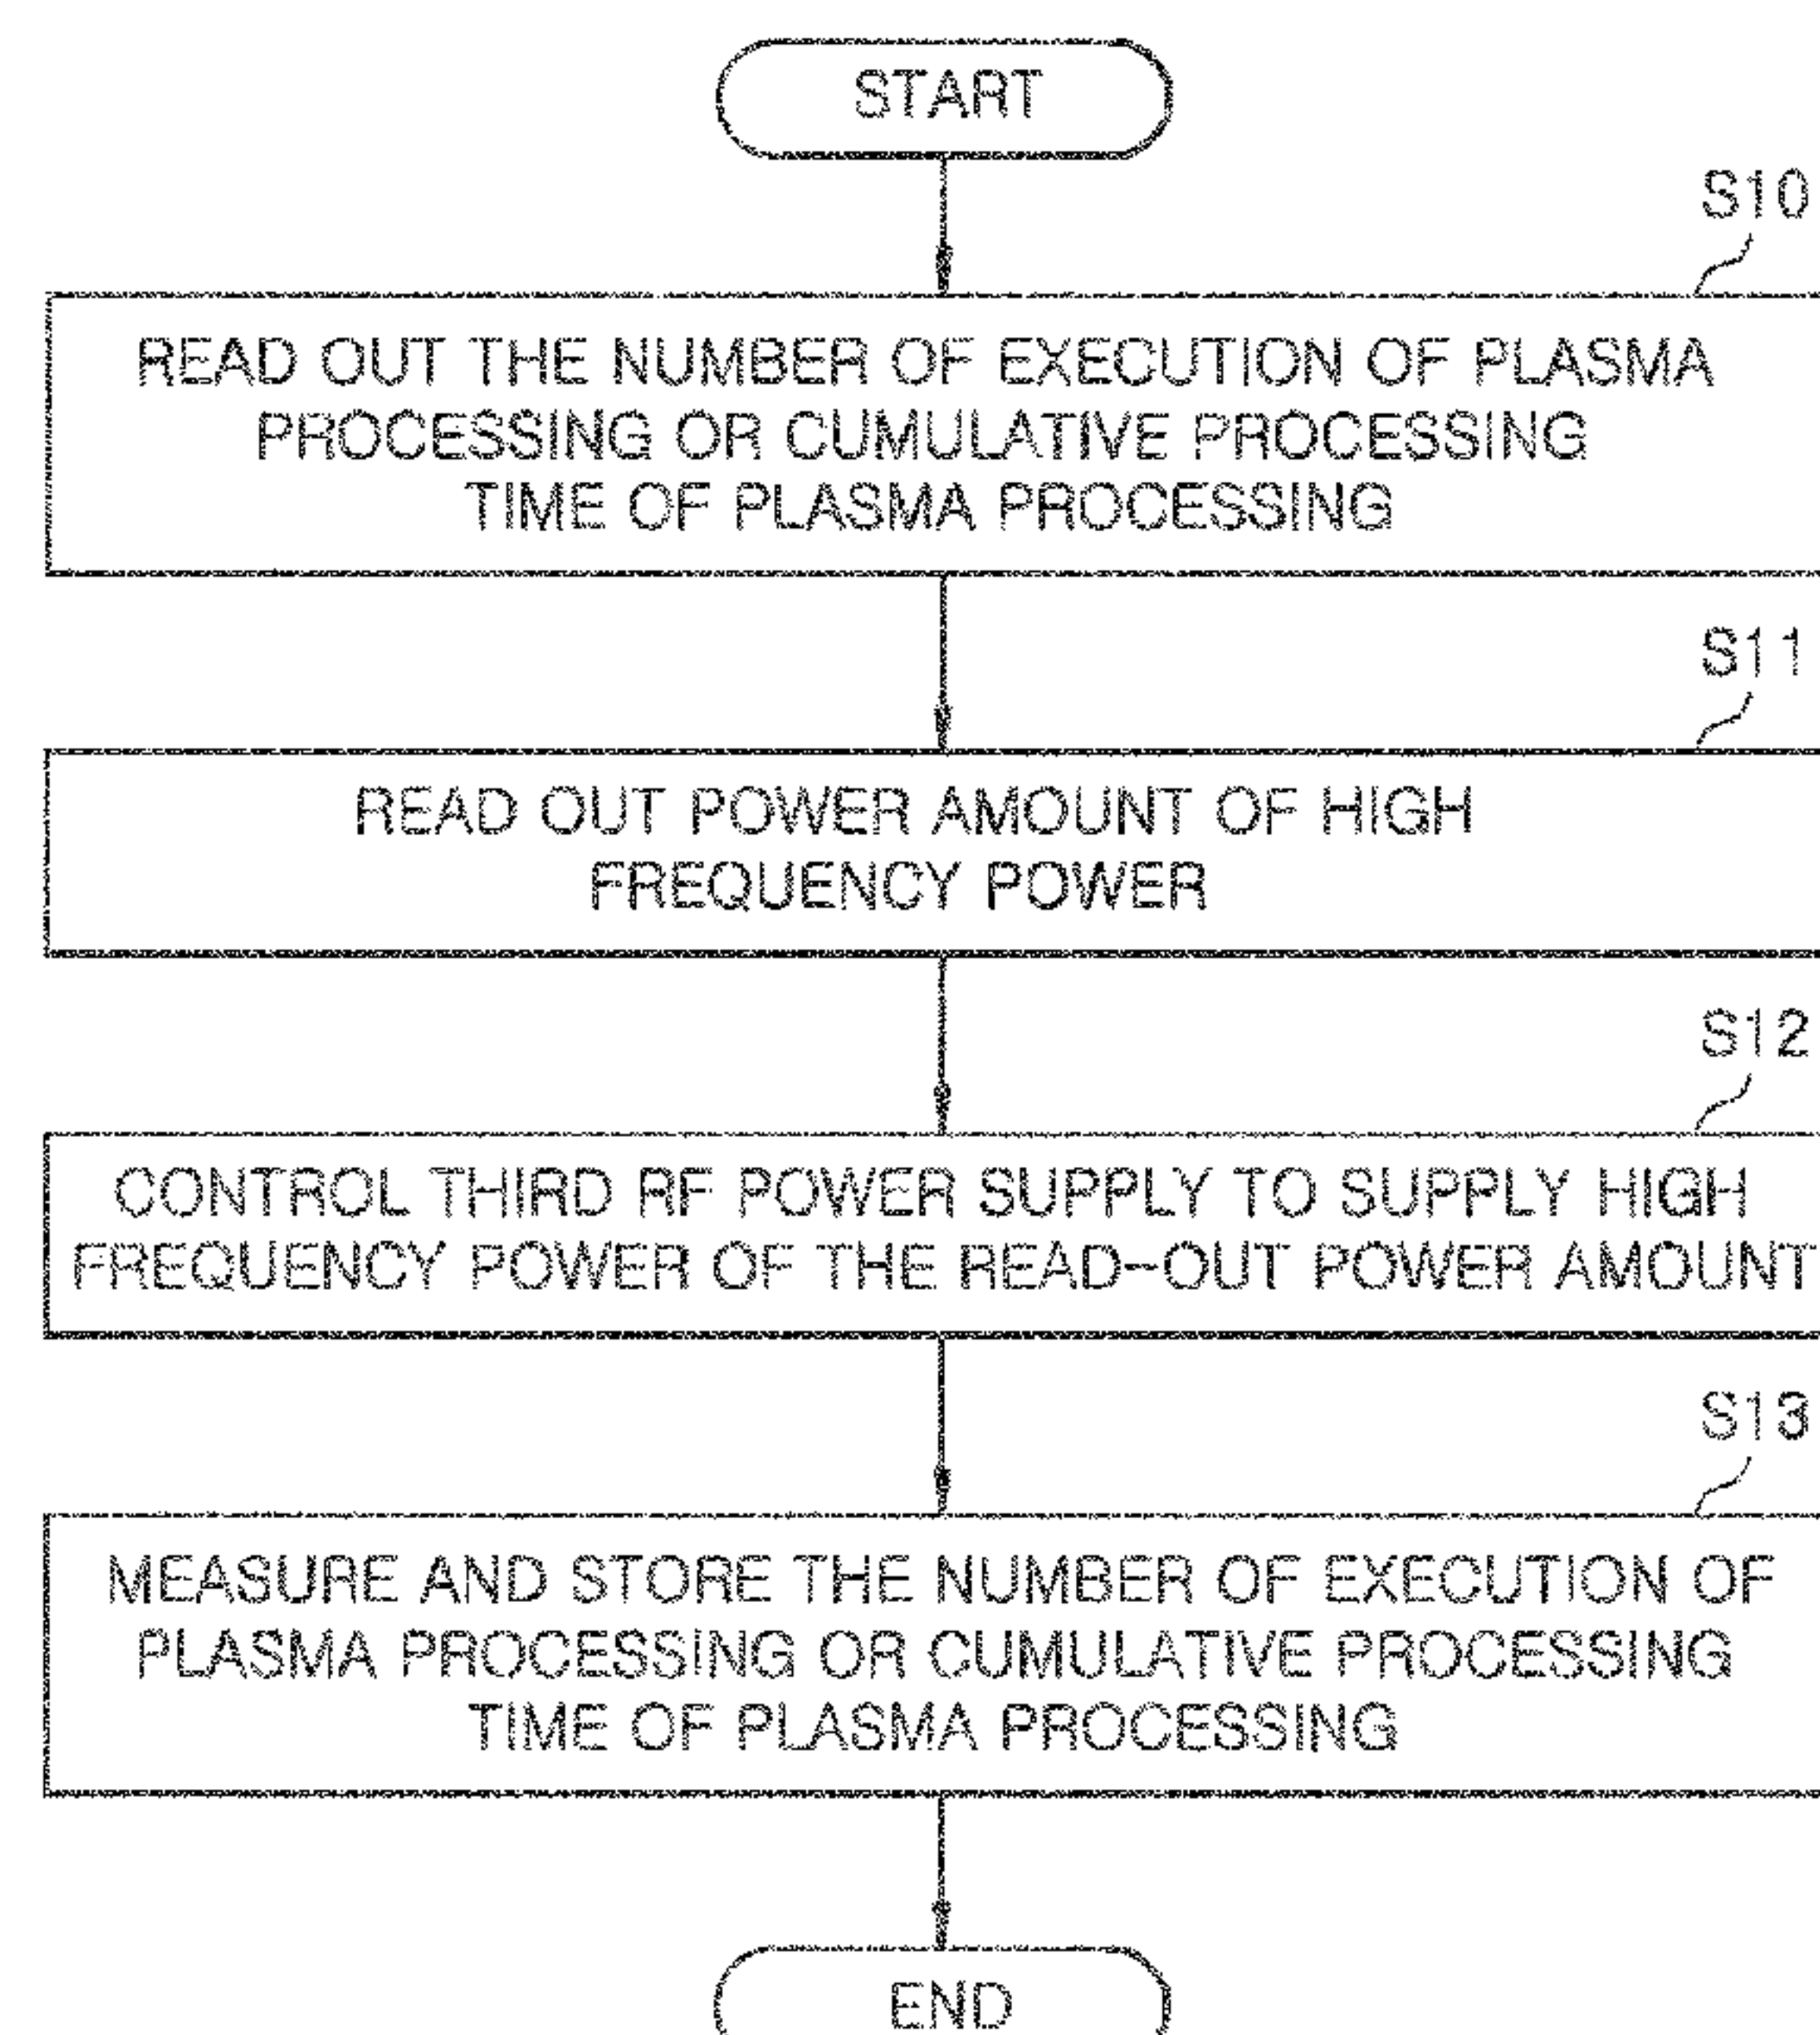 START
S10
READ OUT THE NUMBER OF EXECUTION OF PLASMA
PROCESSING OR CUMULATIVE PROCESSING
TIME OF PLASMA PROCESSING
S11
READ OUT POWER AMOUNT OF HIGH
FREQUENCY POWER
S12
CONTROL THIRD RF POWER SUPPLY TO SUPPLY HIGH
FREQUENCY POWER OF THE READ-OUT POWER AMOUNT
S13
MEASURE AND STORE THE NUMBER OF EXECUTION OF
PLASMA PROCESSING OR CUMULATIVE PROCESSING
TIME OF PLASMA PROCESSING
END